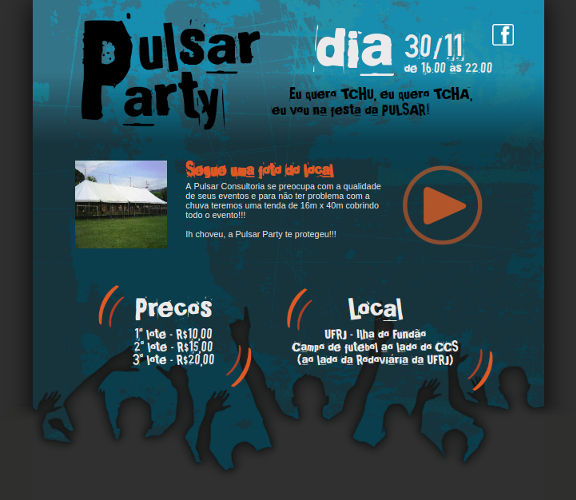 Pulsar
Party
dia 30/11
de 16.00 às 22.00
f
Eu quero TCHU, eu quero TCHA,
eu vou na festa da PULSAR!
Segue uma foto do local
A Pulsar Consultoria se preocupa com a qualidade
de seus eventos e para não ter problema com a
chuva teremos uma tenda de 16m x 40m cobrindo
todo o evento!!!
Ih choveu, a Pulsar Party te protegeu!!!
Precos
1° lote - R$10,00
2° lote - R$15,00
3° lote - R$20,00
Local
UFRJ - Ilha do Fundão
Campo de futebol ao lado do CCS
(ao lado da Rodoviária da UFRJ)